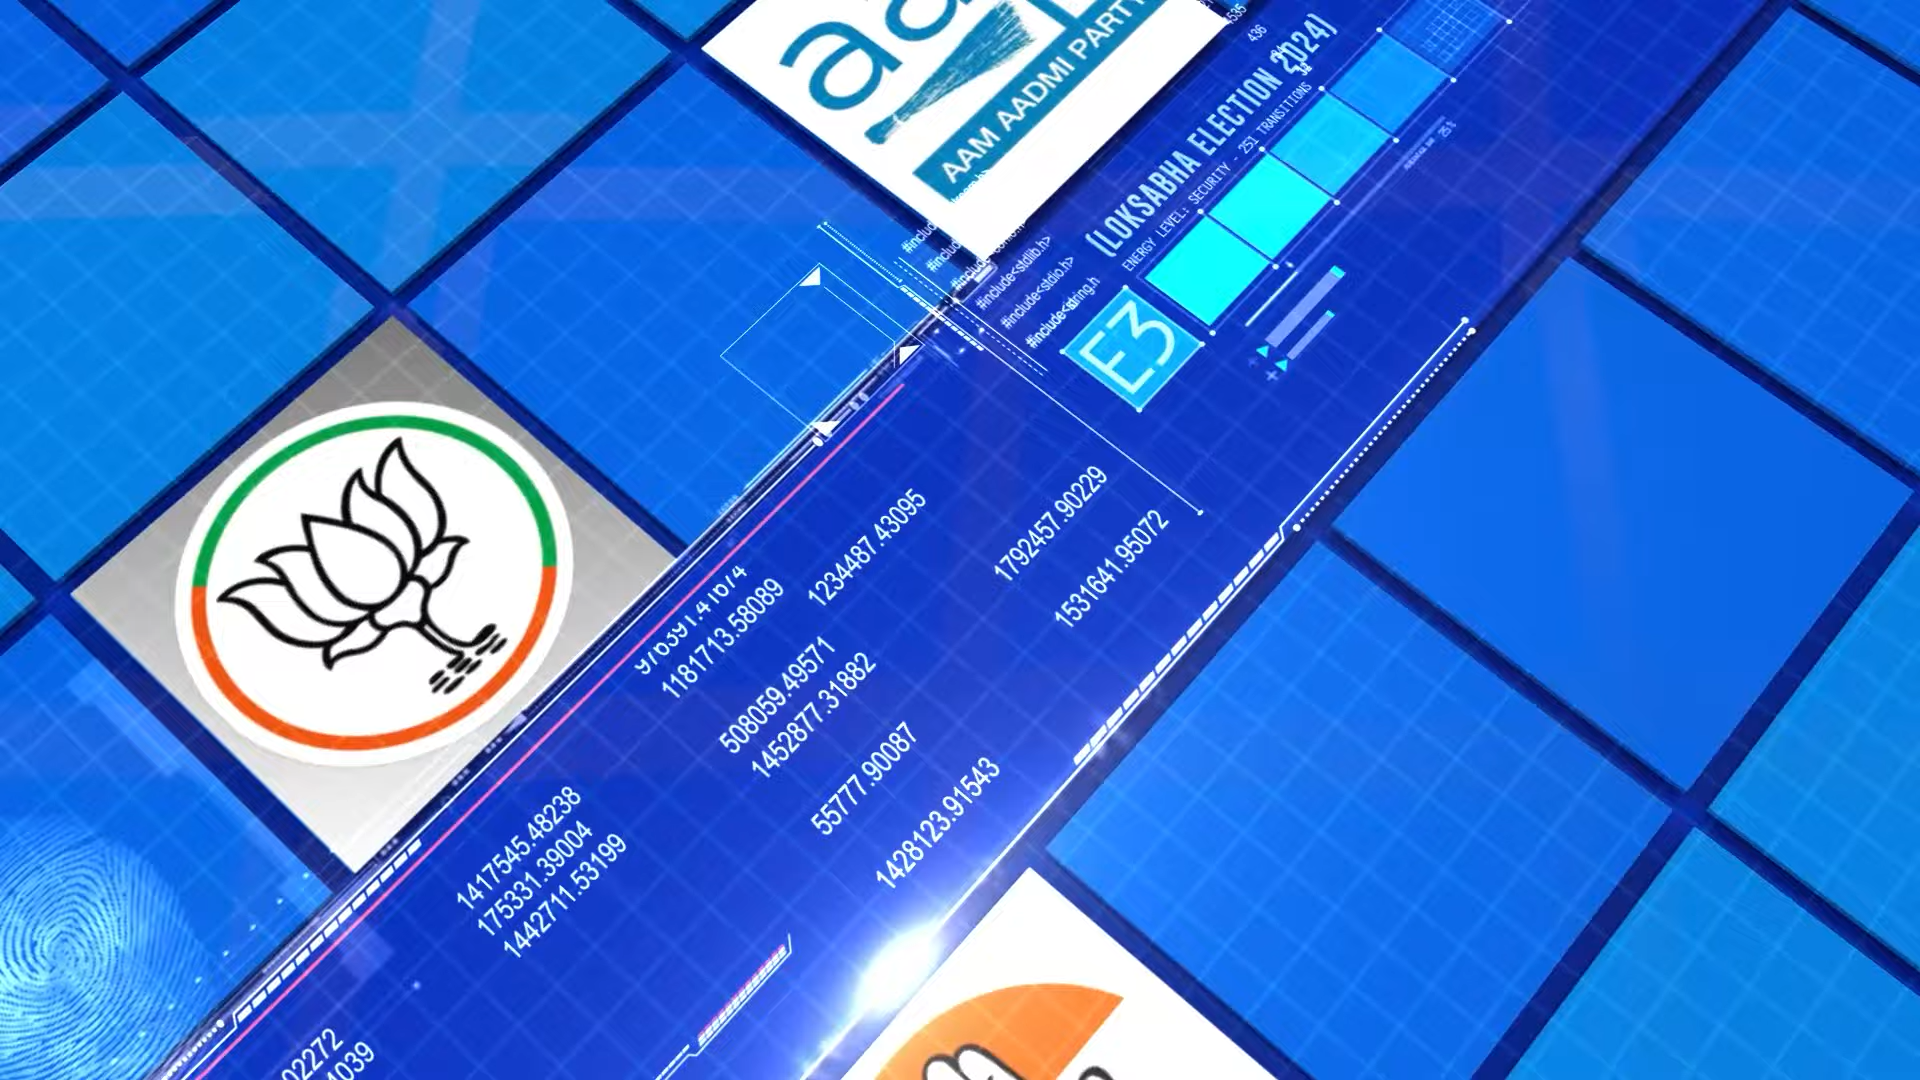 AAM AADMI PARTY
(LOKSABHA ELECTION 2024)
ENERGY LEVEL: SECURITY - 251 TRANSITIONS
436
25%
#include<stdlib.h>
#include<stdio.h>
#include<string.h
E3
1181713.58089
1234487.43095
1792457.90229
1531641.95072
508059.49571
1452877.31882
55777.90087
1428123.91543
1417545.48238
175331.39004
1442711.53199